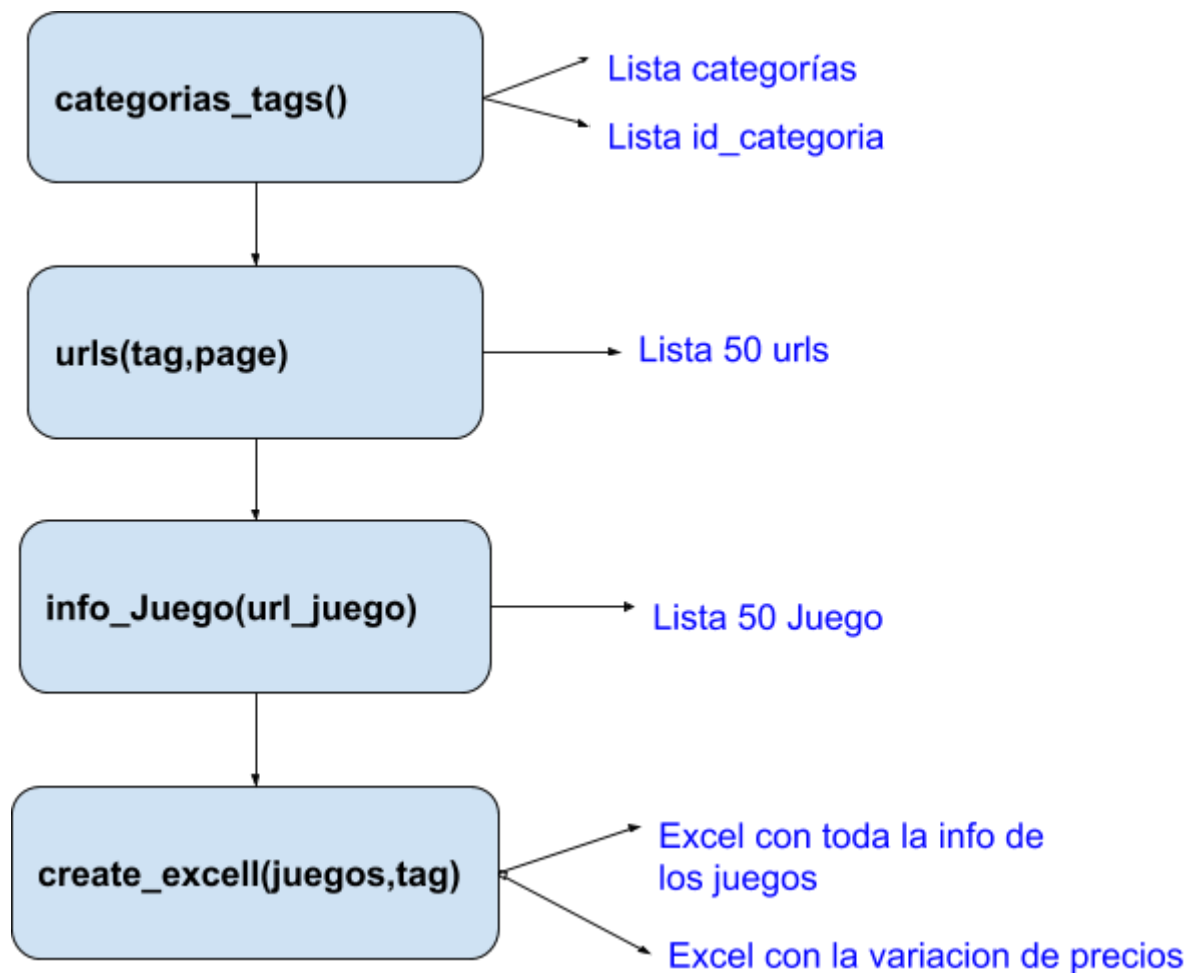 categorias_tags()
Lista categorías
Lista id_categoria
urls(tag,page)
Lista 50 urls
info_Juego(url_juego)
Lista 50 Juego
create_excell(juegos,tag)
Excel con toda la info de
los juegos
Excel con la variacion de precios